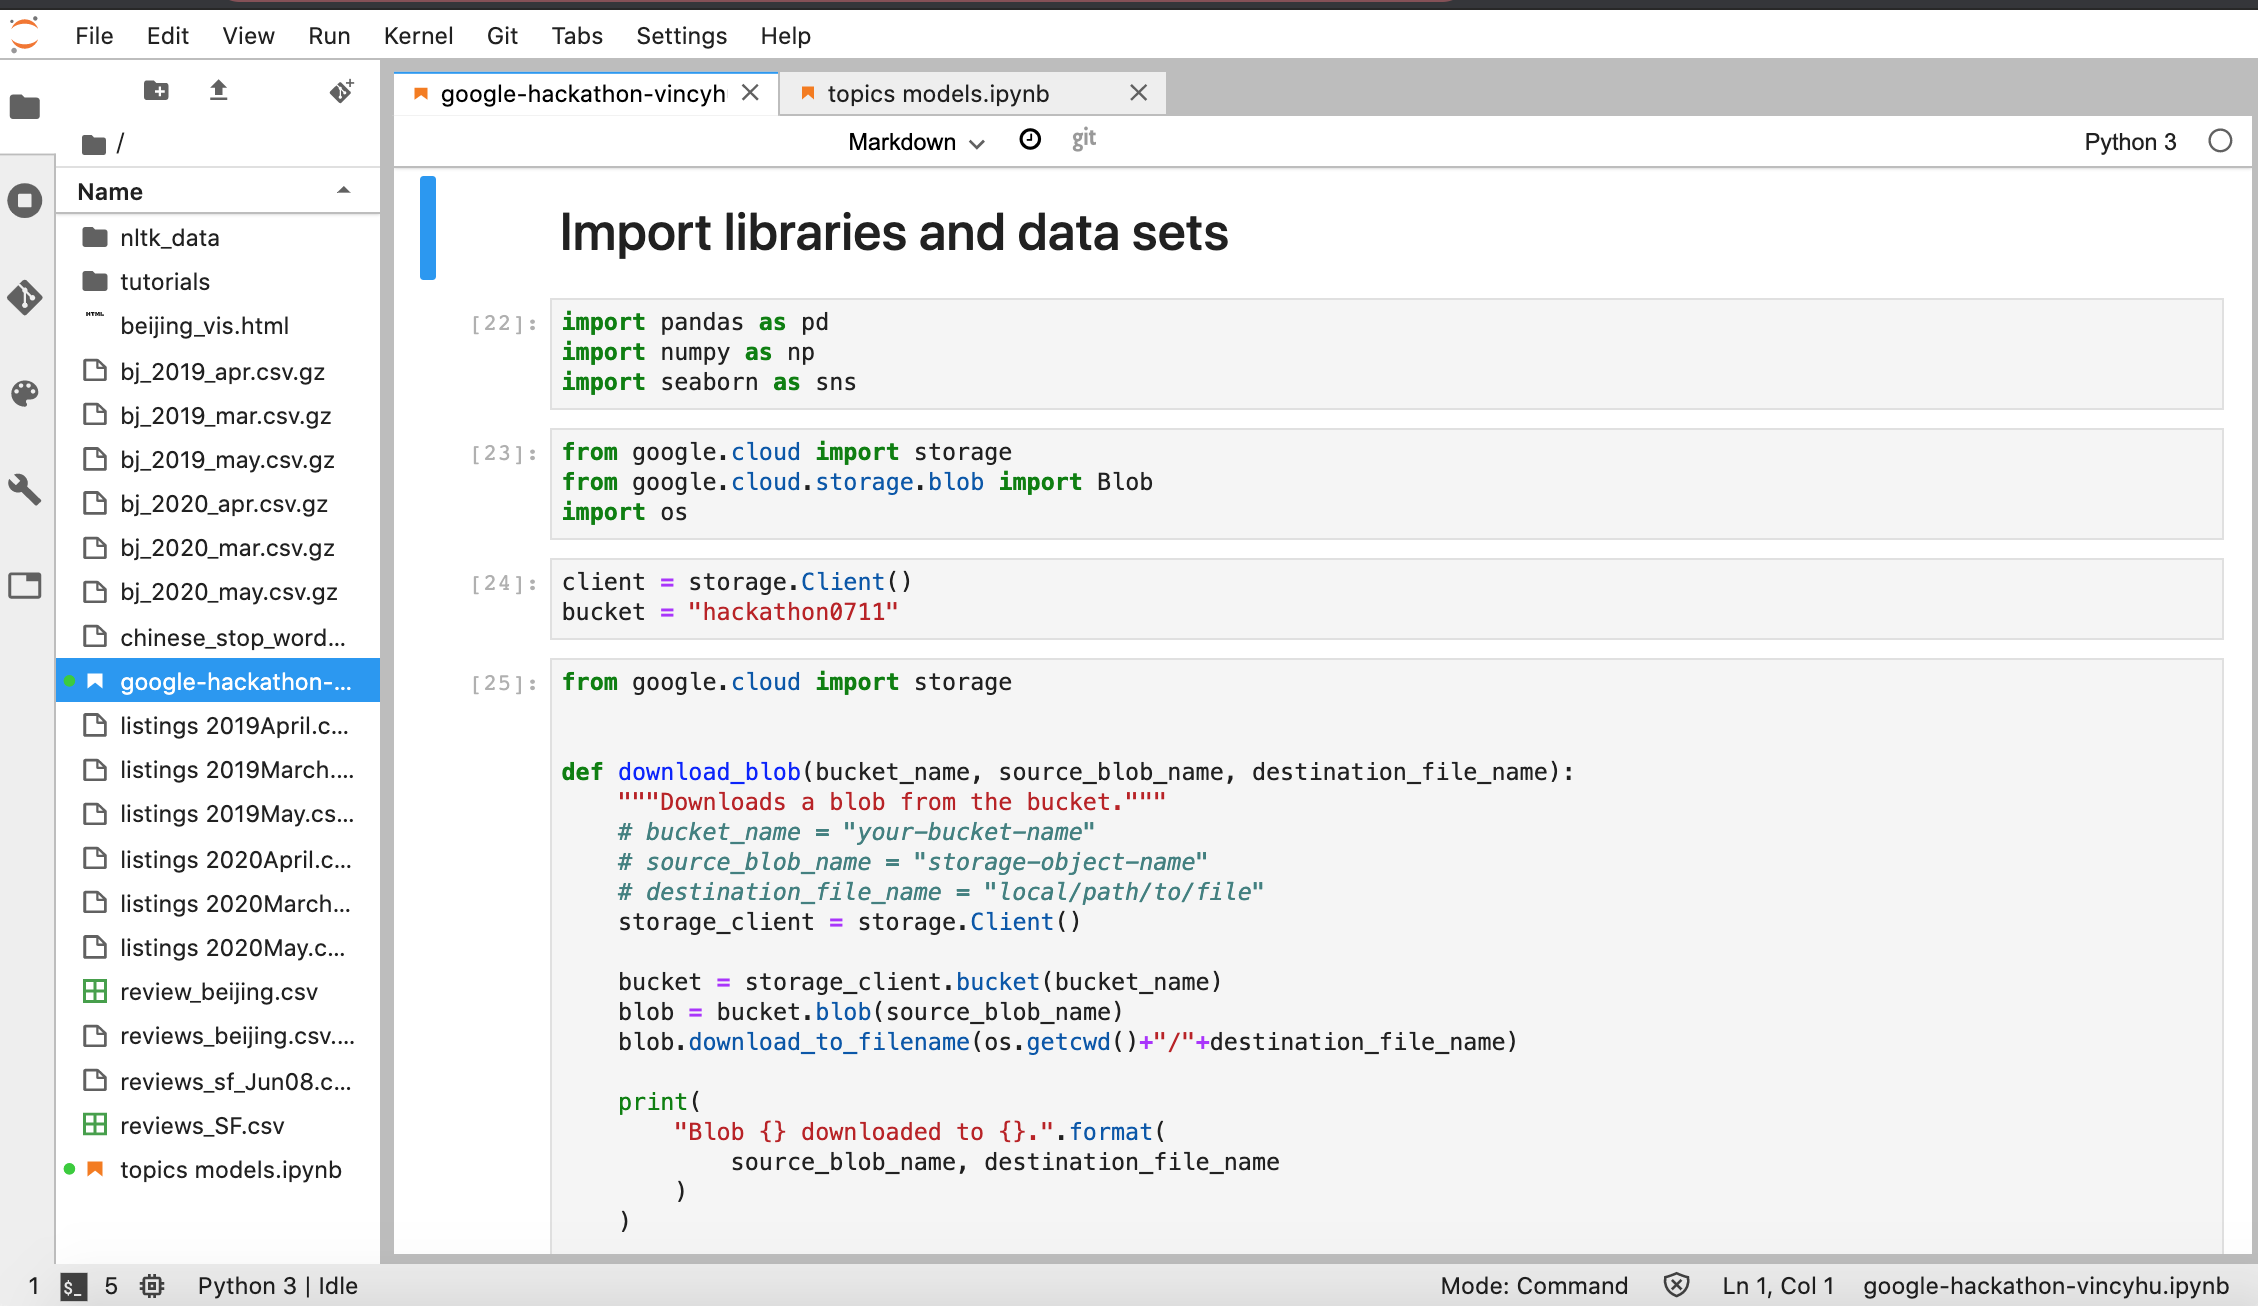 File Edit View Run Kernel Git Tabs Settings Help
google-hackathon-vincyh topics models.ipynb
Markdown git Python 3
/
Name
nltk_data
tutorials
HTML beijing_vis.html
bj_2019_apr.csv.gz
bj_2019_mar.csv.gz
bj_2019_may.csv.gz
bj_2020_apr.csv.gz
bj_2020_mar.csv.gz
bj_2020_may.csv.gz
chinese_stop_word...
google-hackathon-...
listings 2019April.c...
listings 2019March....
listings 2019May.cs...
listings 2020April.c...
listings 2020March...
listings 2020May.c...
review_beijing.csv
reviews_beijing.csv....
reviews_sf_Jun08.c...
reviews_SF.csv
topics models.ipynb
Import libraries and data sets
[22]: import pandas as pd
import numpy as np
import seaborn as sns
[23]: from google.cloud import storage
from google.cloud.storage.blob import Blob
import os
[24]: client = storage.Client()
bucket = "hackathon0711"
[25]: from google.cloud import storage
def download_blob(bucket_name, source_blob_name, destination_file_name):
"""Downloads a blob from the bucket."""
# bucket_name = "your-bucket-name"
# source_blob_name = "storage-object-name"
# destination_file_name = "local/path/to/file"
storage_client = storage.Client()
bucket = storage_client.bucket(bucket_name)
blob = bucket.blob(source_blob_name)
blob.download_to_filename(os.getcwd()+"/"+destination_file_name)
print(
"Blob {} downloaded to {}.".format(
source_blob_name, destination_file_name
)
)
1 $_ 5 Python 3 | Idle Mode: Command Ln 1, Col 1 google-hackathon-vincyhu.ipynb